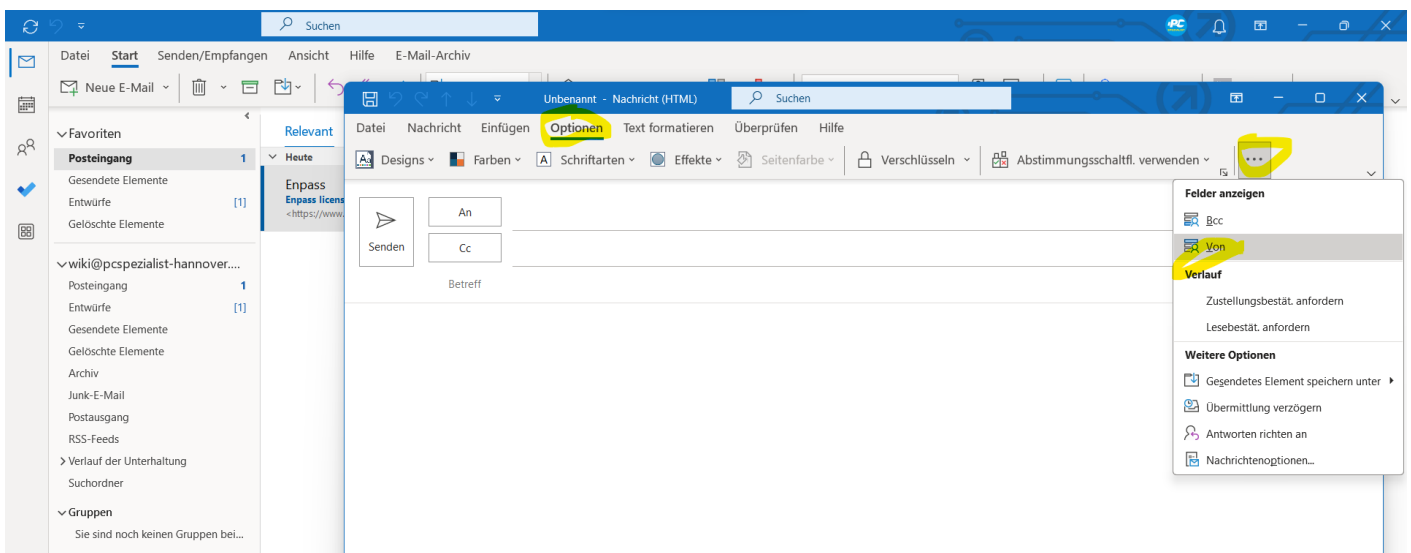 Suchen
PC
Datei Start Senden/Empfangen Ansicht Hilfe E-Mail-Archiv
Neue E-Mail
Unbenannt - Nachricht (HTML) Suchen
Datei Nachricht Einfügen Optionen Text formatieren Überprüfen Hilfe
Designs Farben Schriftarten Effekte Seitenfarbe Verschlüsseln Abstimmungsschaltfl. verwenden
Favoriten
Posteingang 1
Gesendete Elemente
Entwürfe [1]
Gelöschte Elemente
wiki@pcspezialist-hannover....
Posteingang 1
Entwürfe [1]
Gesendete Elemente
Gelöschte Elemente
Archiv
Junk-E-Mail
Postausgang
RSS-Feeds
Verlauf der Unterhaltung
Suchordner
Gruppen
Sie sind noch keinen Gruppen bei...
Relevant
Heute
Enpass
Enpass licens
<https://www.
Senden
An
Cc
Betreff
Felder anzeigen
Bcc
Von
Verlauf
Zustellungsbestät. anfordern
Lesebestät. anfordern
Weitere Optionen
Gesendetes Element speichern unter
Übermittlung verzögern
Antworten richten an
Nachrichtenoptionen...